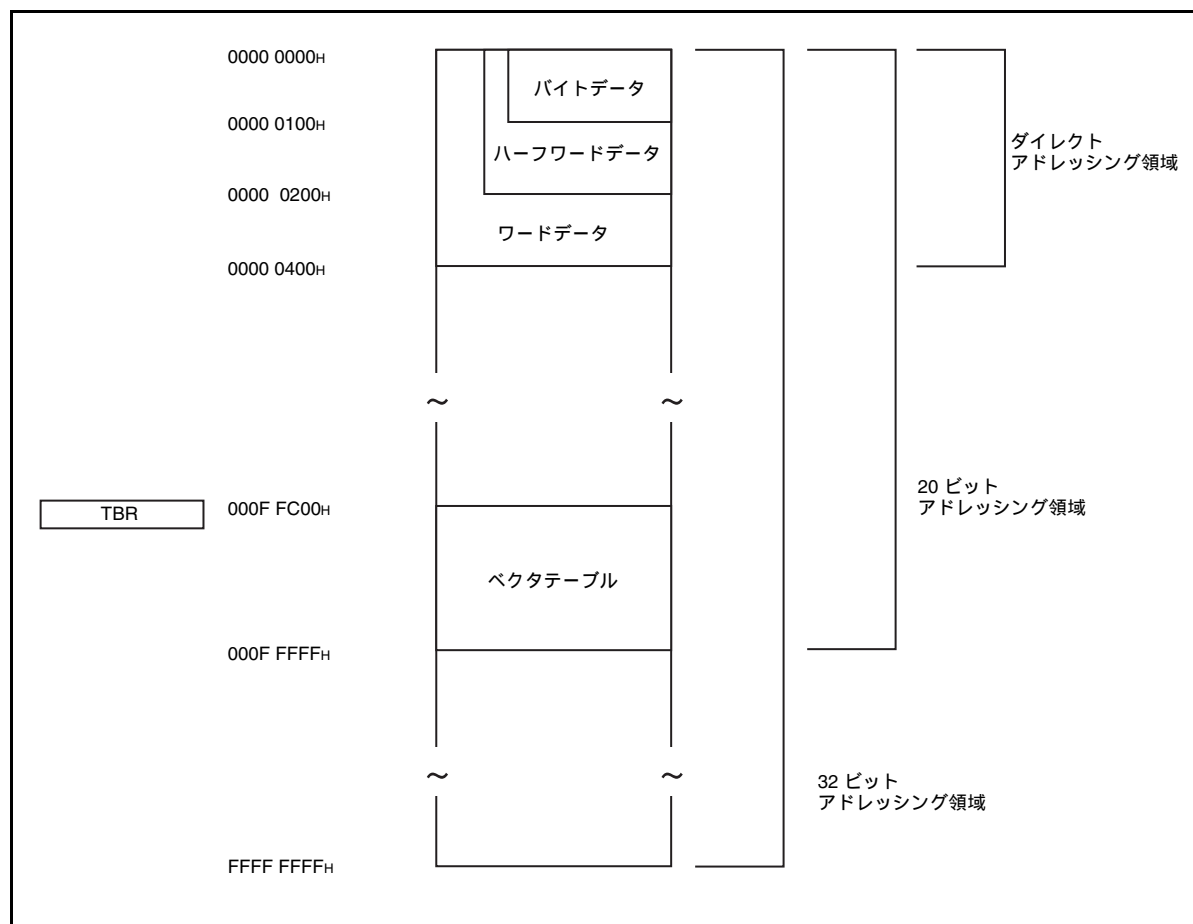 0000 0000H
バイトデータ
0000 0100H
ハーフワードデータ
ダイレクト
アドレッシング領域
0000 0200H
ワードデータ
0000 0400H
~ ~
20 ビット
アドレッシング領域
TBR
000F FC00H
ベクタテーブル
000F FFFFH
~ ~
32 ビット
アドレッシング領域
FFFF FFFFH